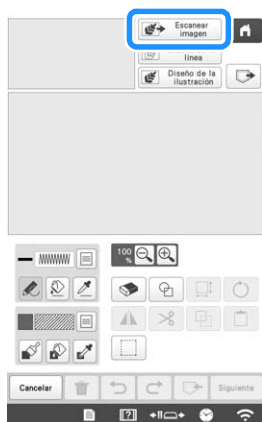 Escanear
imagen
línea
Diseño de la
ilustración
100
%
Cancelar
Siguiente